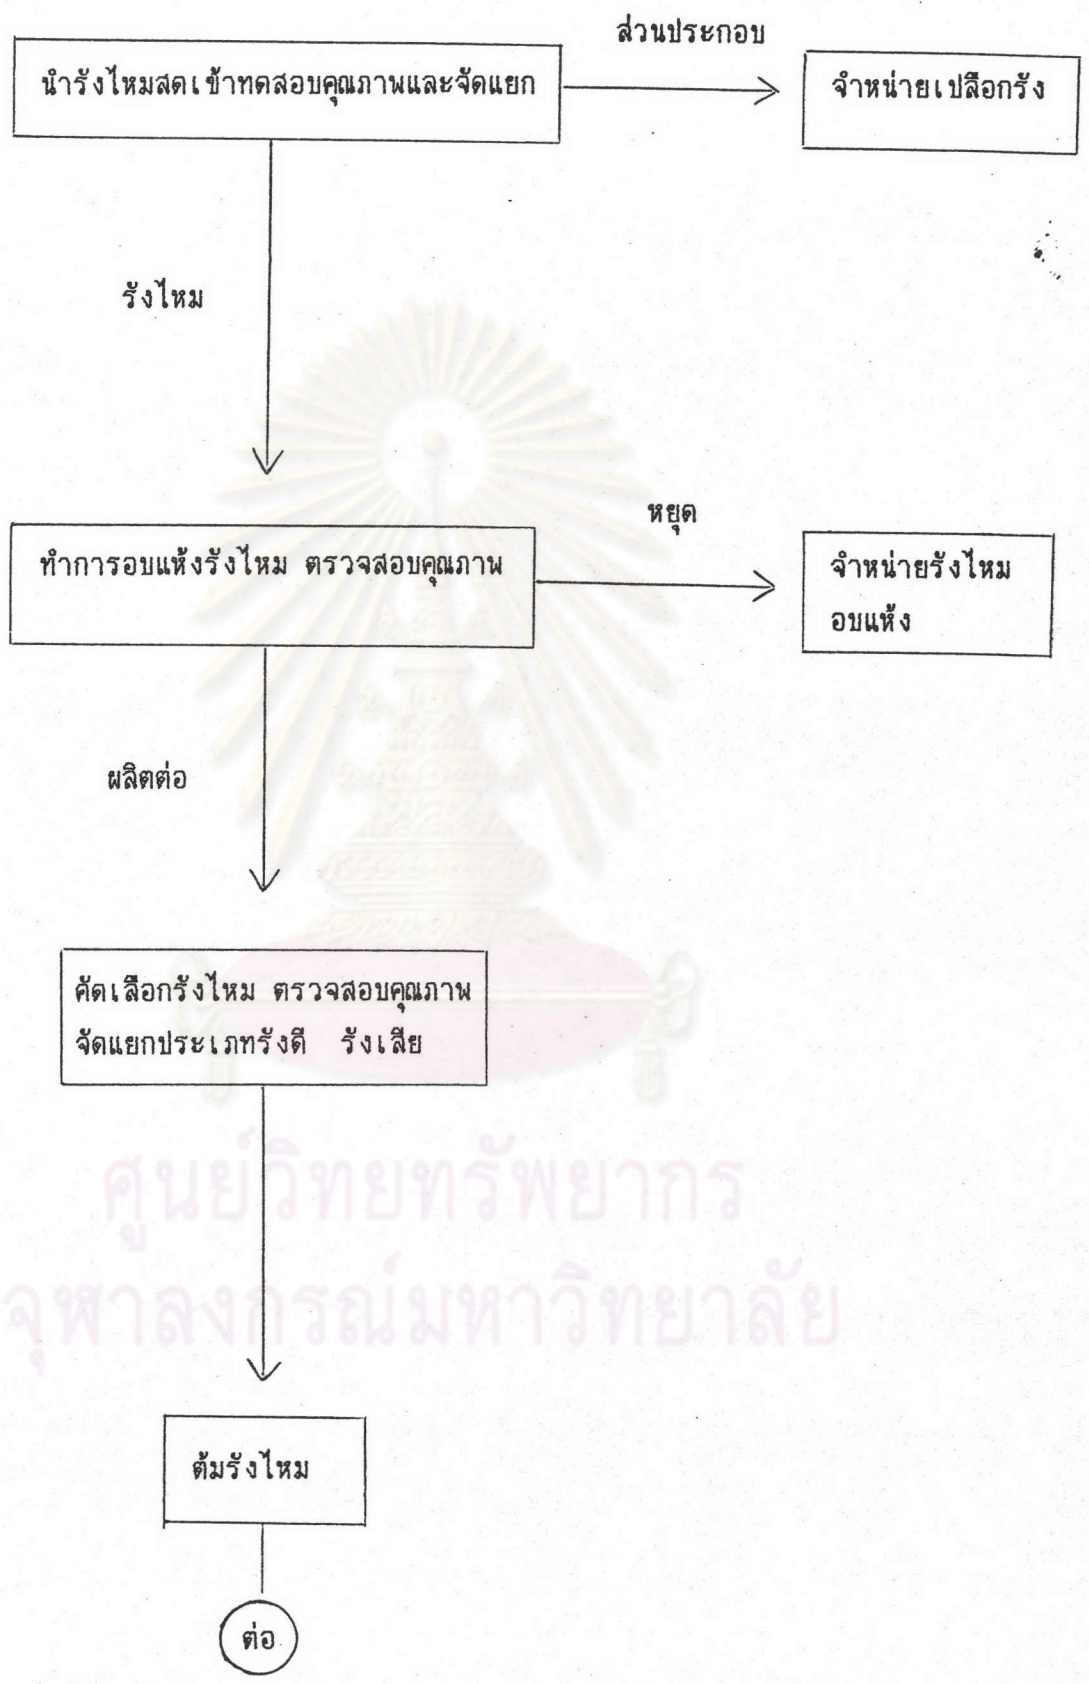 ส่วนประกอบ
นำรังไหมสดเข้าทดสอบคุณภาพและจัดแยก
จำหน่ายเปลือกรัง
รังไหม
หยุด
ทำการอบแห้งรังไหม ตรวจสอบคุณภาพ
จำหน่ายรังไหม
อบแห้ง
ผลิตต่อ
คัดเลือกรังไหม ตรวจสอบคุณภาพ
จัดแยกประเภทรังดี รังเสีย
ศูนย์วิทยทรัพยากร
จุฬาลงกรณ์มหาวิทยาลัย
ต้มรังไหม
ต่อ